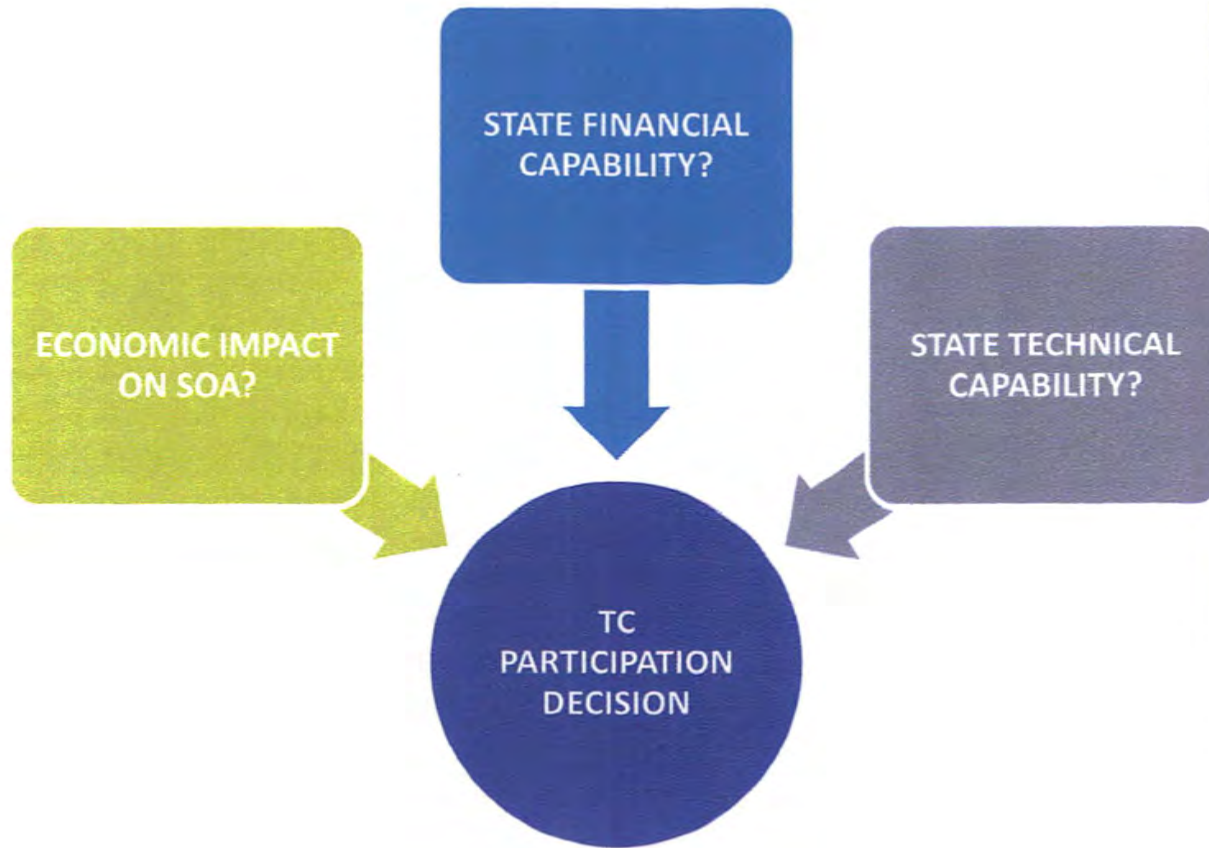 STATE FINANCIAL
CAPABILITY?
ECONOMIC IMPACT
ON SOA?
STATE TECHNICAL
CAPABILITY?
TC
PARTICIPATION
DECISION